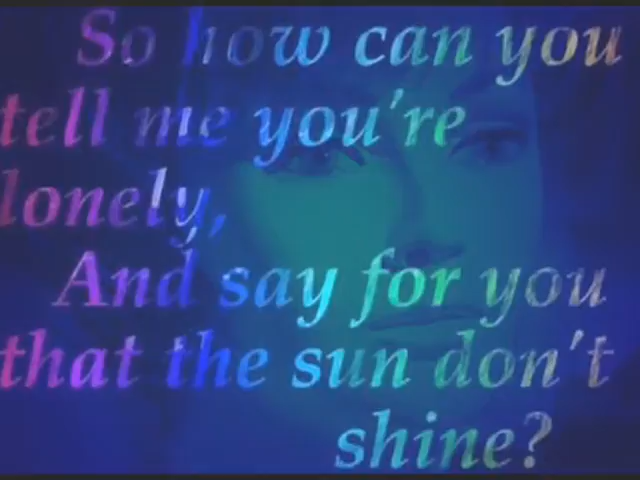 So how can you
tell me you're
lonely,
And say for you
that the sun don't
shine?